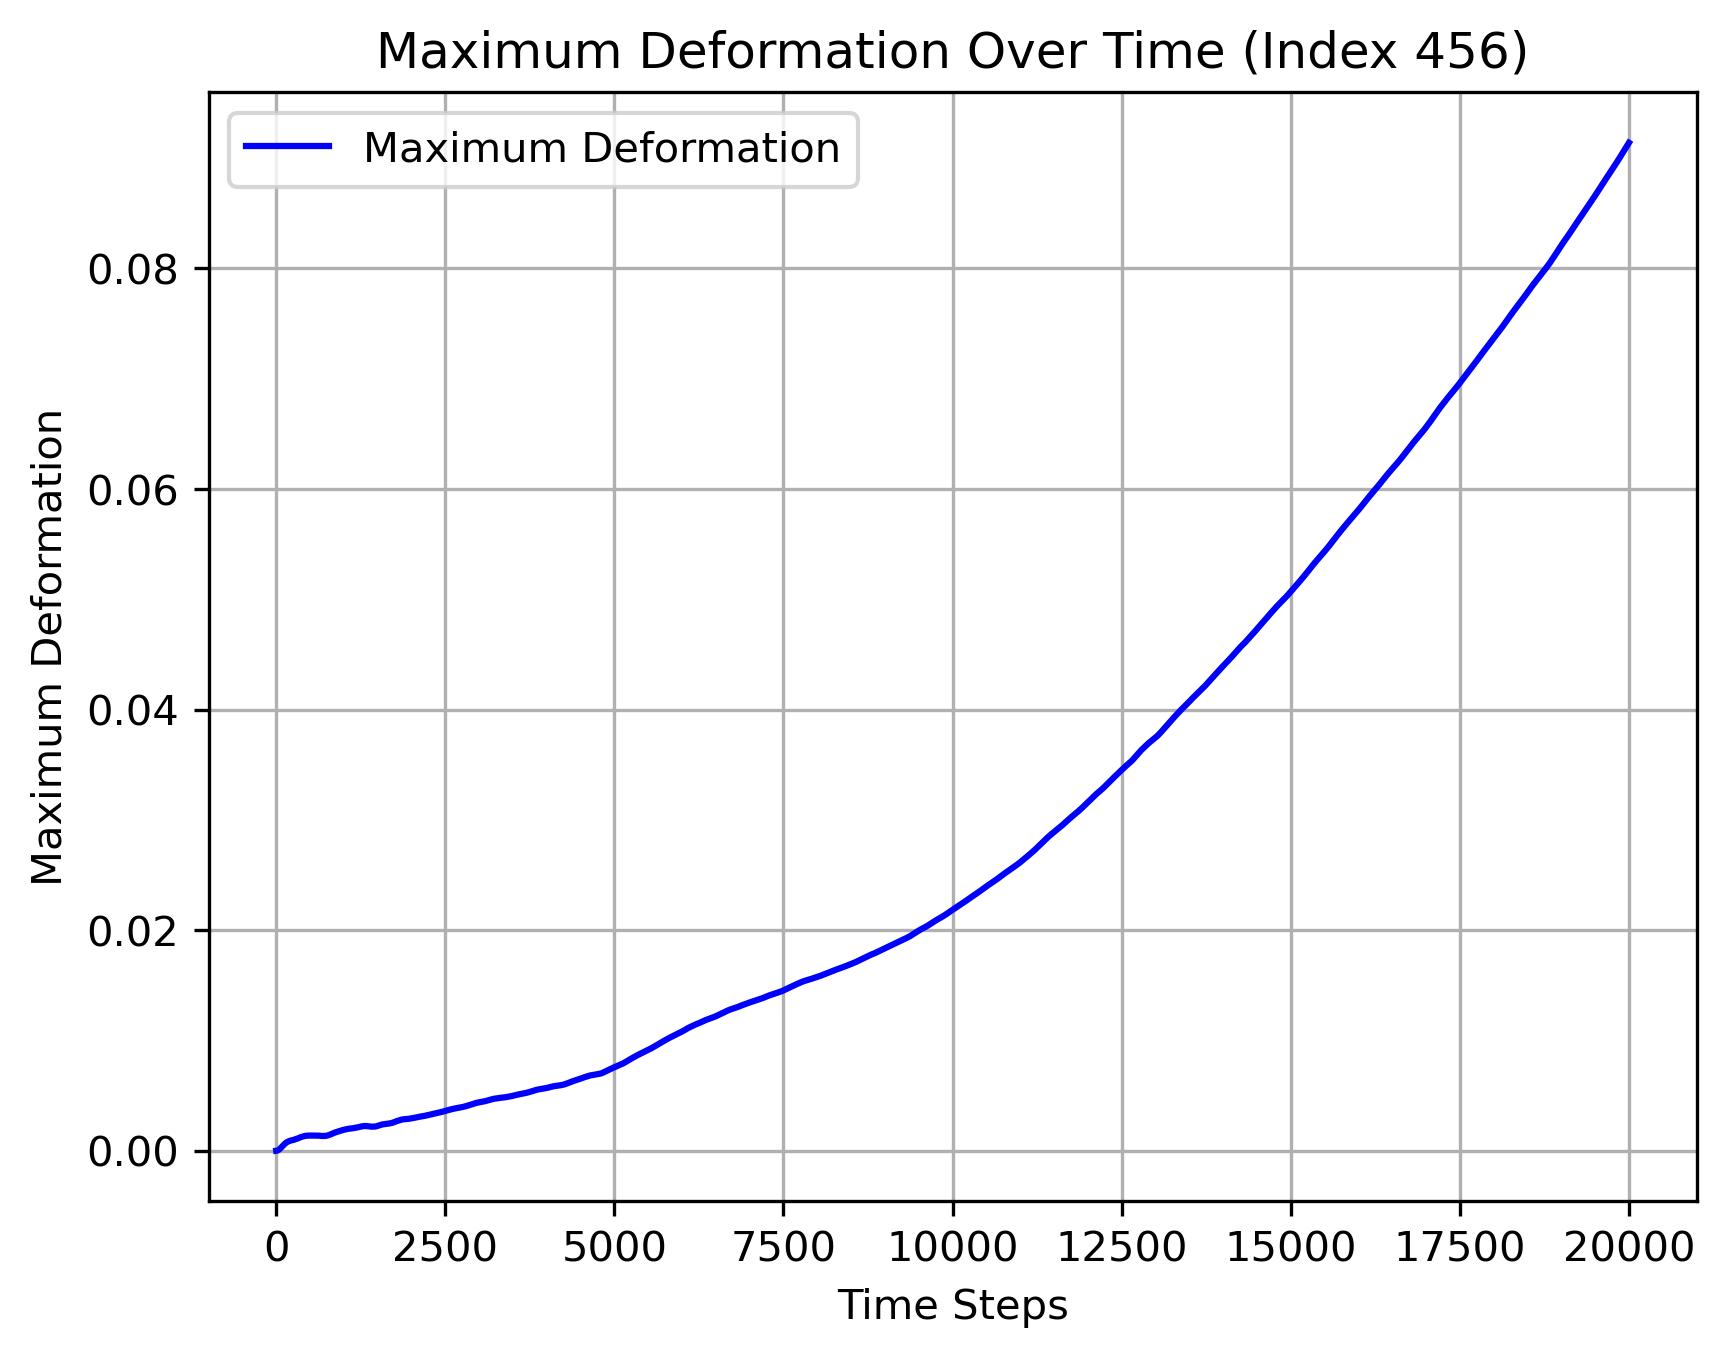 Maximum Deformation Over Time (Index 456)
Maximum Deformation
Maximum Deformation
0.08
0.06
0.04
0.02
0.00
0 2500 5000 7500 10000 12500 15000 17500 20000
Time Steps